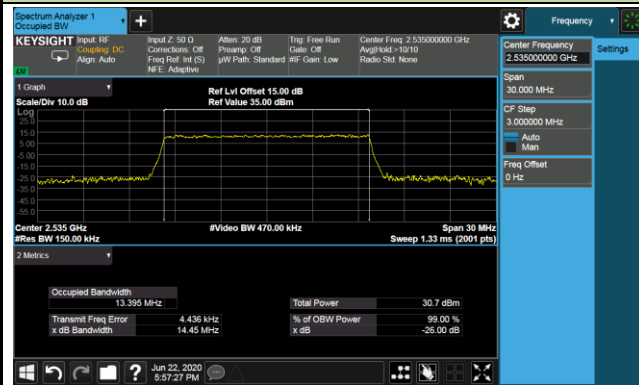 Spectrum Analyzer 1
Occupied BW
Frequency
KEYSIGHT
Input: RF
Coupling: DC
Align: Auto
Input Z: 50 Ω
Corrections: Off
Freq Ref: Int (S)
NFE: Adaptive
Atten: 20 dB
Preamp: Off
µW Path: Standard
Trig: Free Run
Gate: Off
#IF Gain: Low
Center Freq: 2.535000000 GHz
Avg|Hold:>10/10
Radio Std: None
Center Frequency
2.535000000 GHz
Settings
Span
30.000 MHz
CF Step
3.000000 MHz
Auto
Man
Freq Offset
0 Hz
1 Graph
Scale/Div 10.0 dB
Ref Lvl Offset 15.00 dB
Ref Value 35.00 dBm
Log
25.0
15.0
5.00
-5.00
-15.0
-25.0
-35.0
-45.0
-55.0
Center 2.535 GHz
#Video BW 470.00 kHz
Span 30 MHz
#Res BW 150.00 kHz
Sweep 1.33 ms (2001 pts)
2 Metrics
Occupied Bandwidth
13.395 MHz
Total Power 30.7 dBm
Transmit Freq Error 4.436 kHz
% of OBW Power 99.00 %
x dB Bandwidth 14.45 MHz
x dB -26.00 dB
Jun 22, 2020
5:57:27 PM